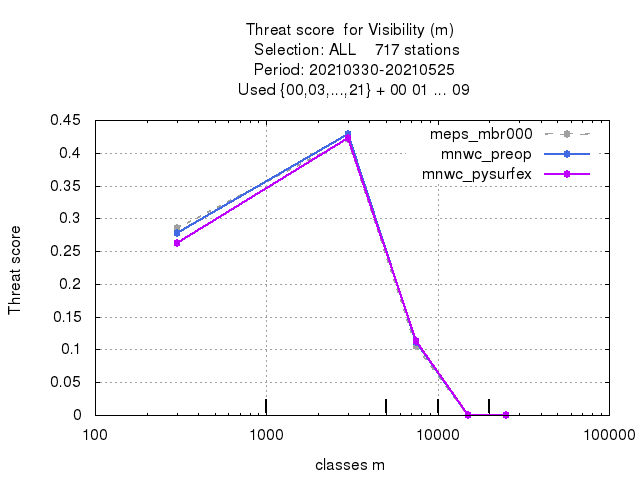 Threat score  for Visibility (m)
Selection: ALL    717 stations
Period: 20210330-20210525
Used {00,03,...,21} + 00 01 ... 09
meps_mbr000
mnwc_preop
mnwc_pysurfex
Threat score
0.45
0.4
0.35
0.3
0.25
0.2
0.15
0.1
0.05
0
100
1000
10000
100000
classes m